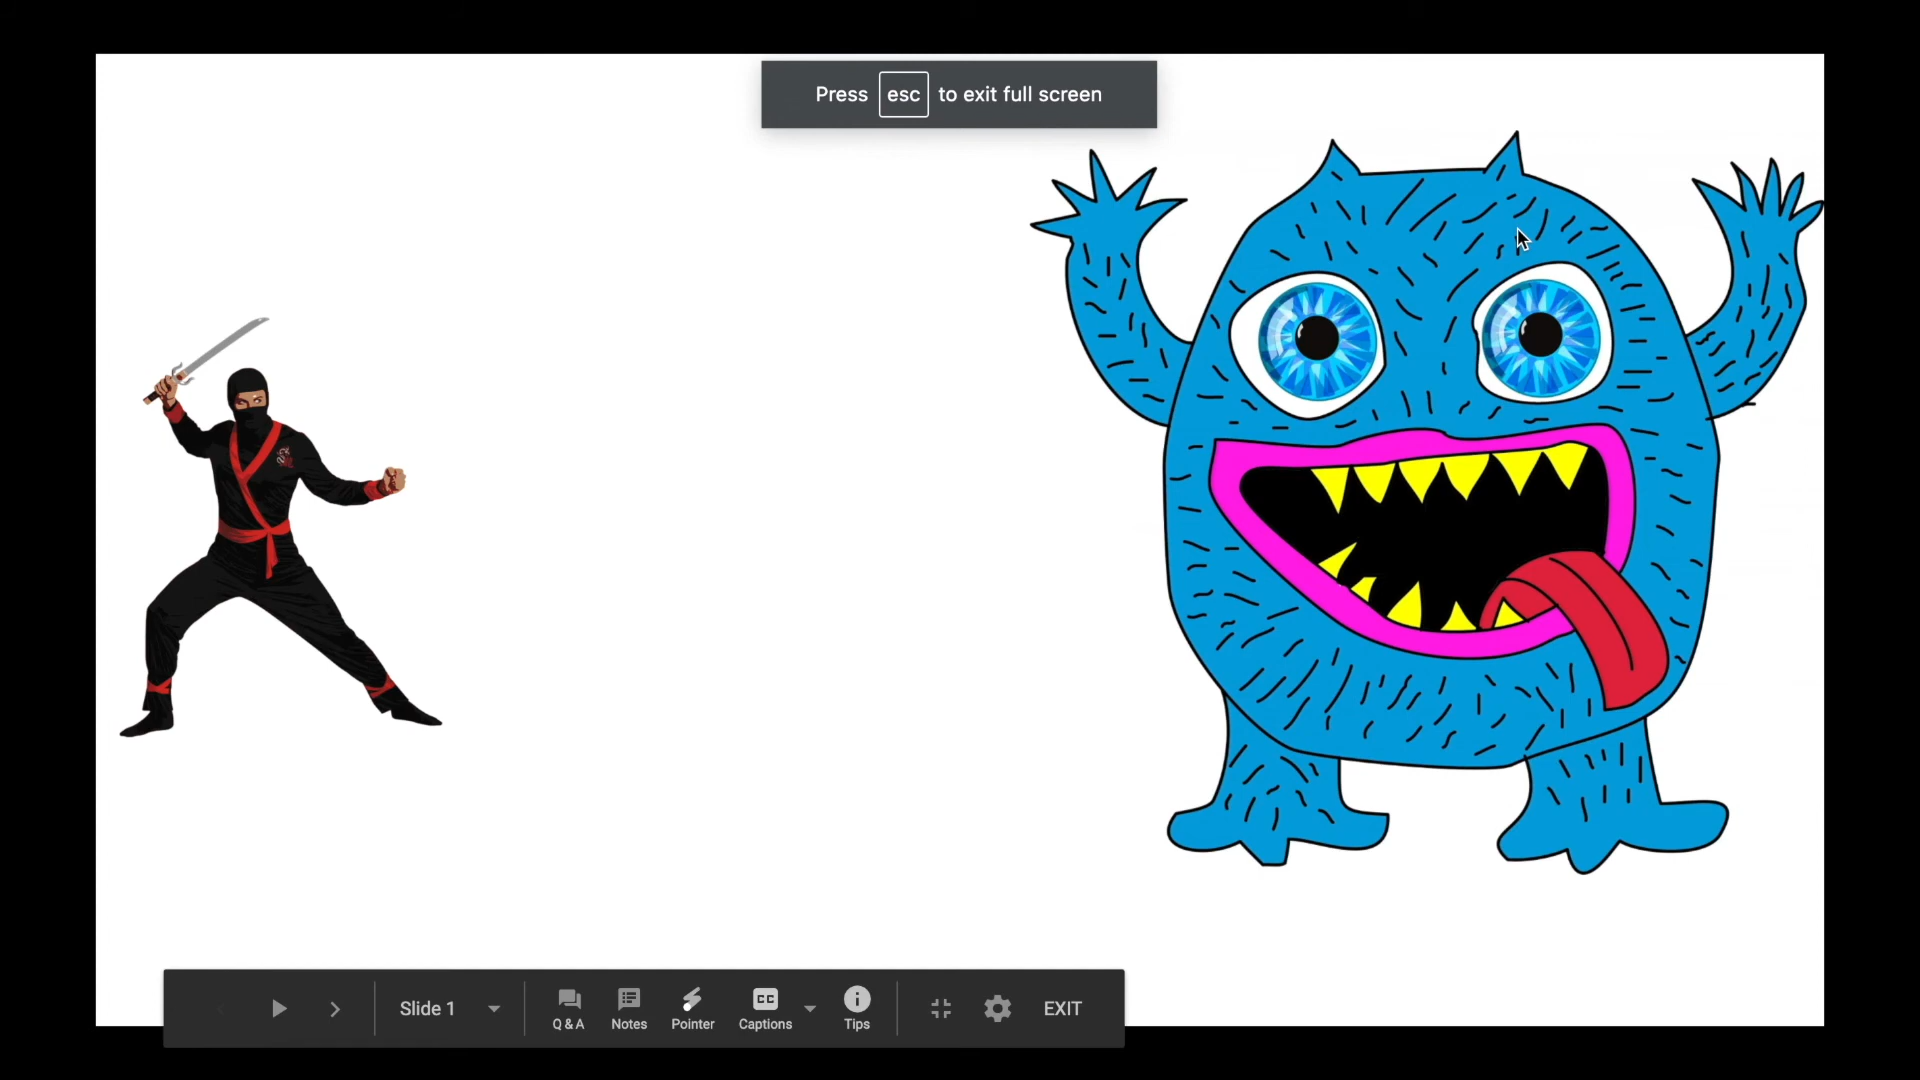 Press esc to exit full screen
Slide 1
Q & A
Notes
Pointer
CC
Captions
Tips
EXIT